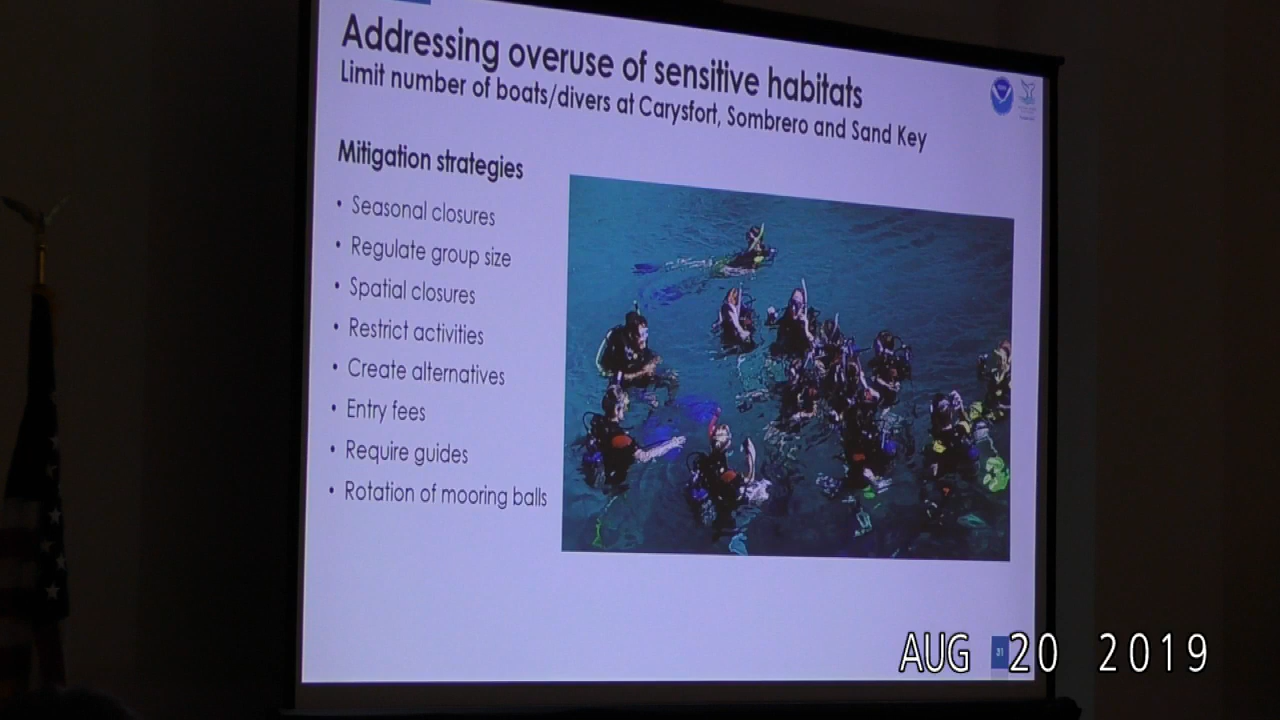 Addressing overuse of sensitive habitats
Limit number of boats/divers at Carysfort, Sombrero and Sand Key
Mitigation strategies
• Seasonal closures
• Regulate group size
• Spatial closures
• Restrict activities
• Create alternatives
• Entry fees
• Require guides
• Rotation of mooring balls
31
AUG 20 2019